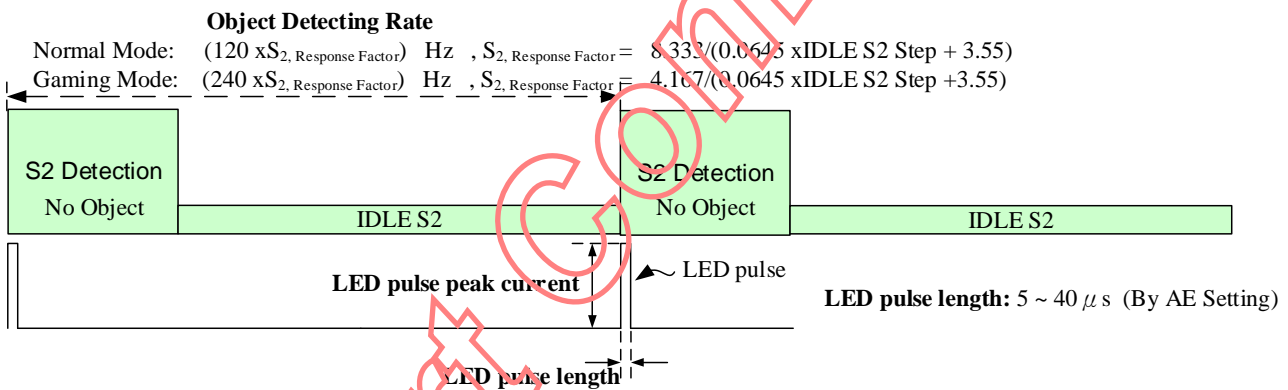 Object Detecting Rate
Normal Mode: (120 xS2, Response Factor) Hz , S2, Response Factor = 8.333/(0.0645 xIDLE S2 Step + 3.55)
Gaming Mode: (240 xS2, Response Factor) Hz , S2, Response Factor = 4.167/(0.0645 xIDLE S2 Step +3.55)
S2 Detection
No Object
IDLE S2
S2 Detection
No Object
IDLE S2
LED pulse peak current
LED pulse
LED pulse length: 5 ~ 40 μ s (By AE Setting)
LED pulse length